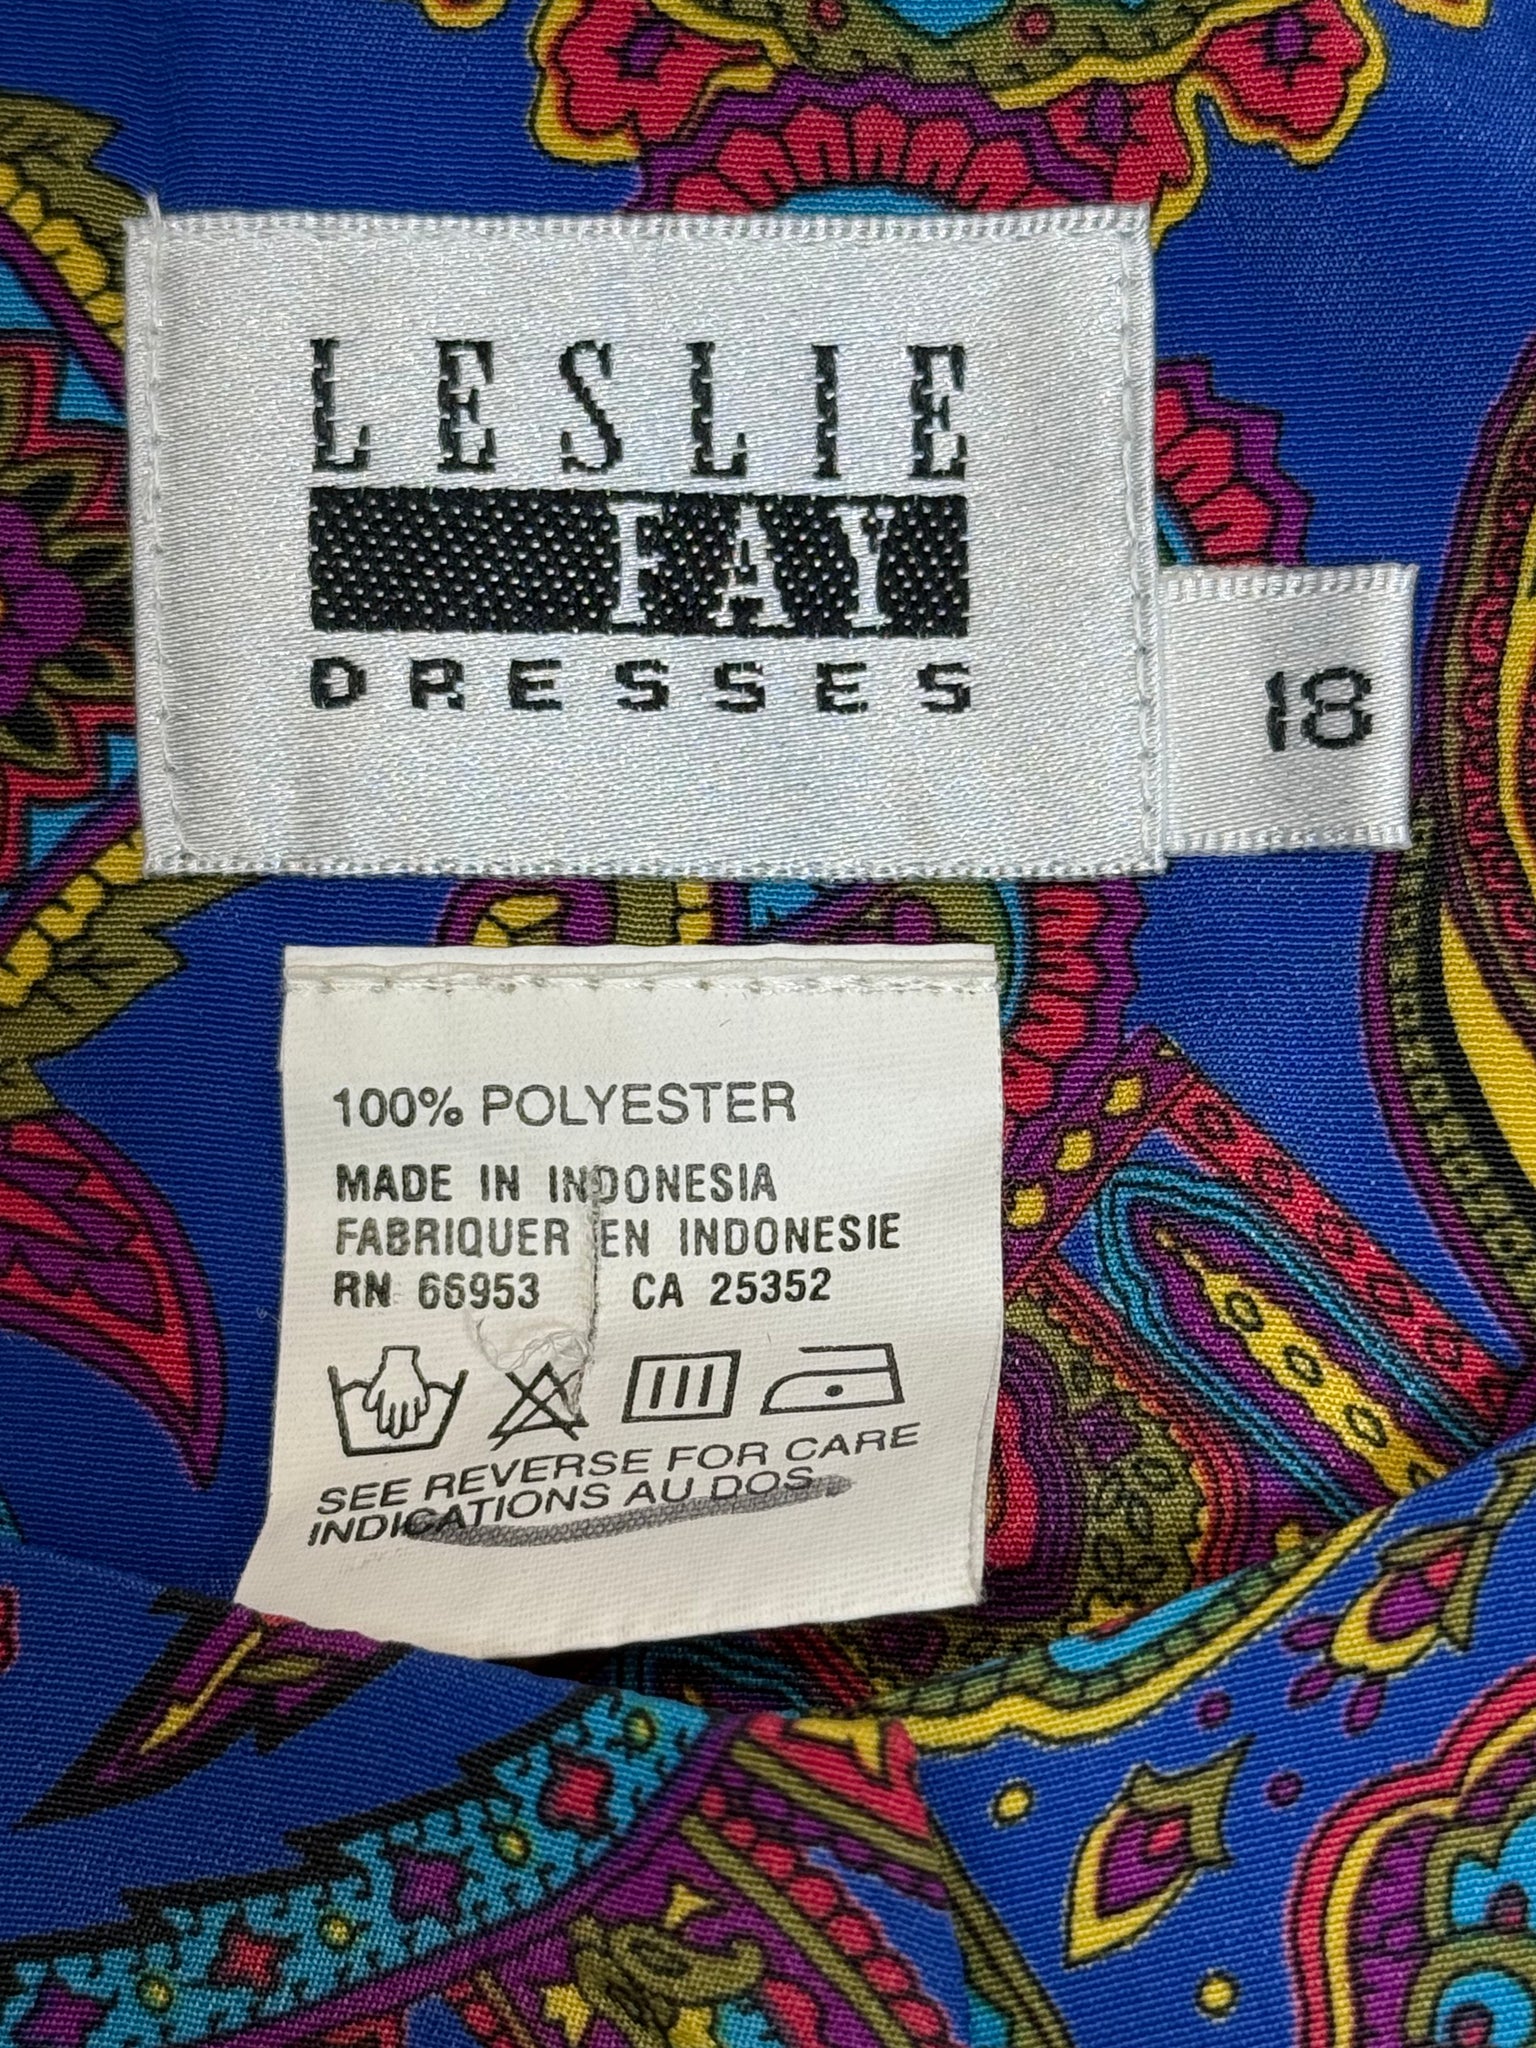 LESLIE
FAY
DRESSES
18
100% POLYESTER
MADE IN INDONESIA
FABRIQUER EN INDONESIE
RN 66953 CA 25352
SEE REVERSE FOR CARE
INDICATIONS AU DOS